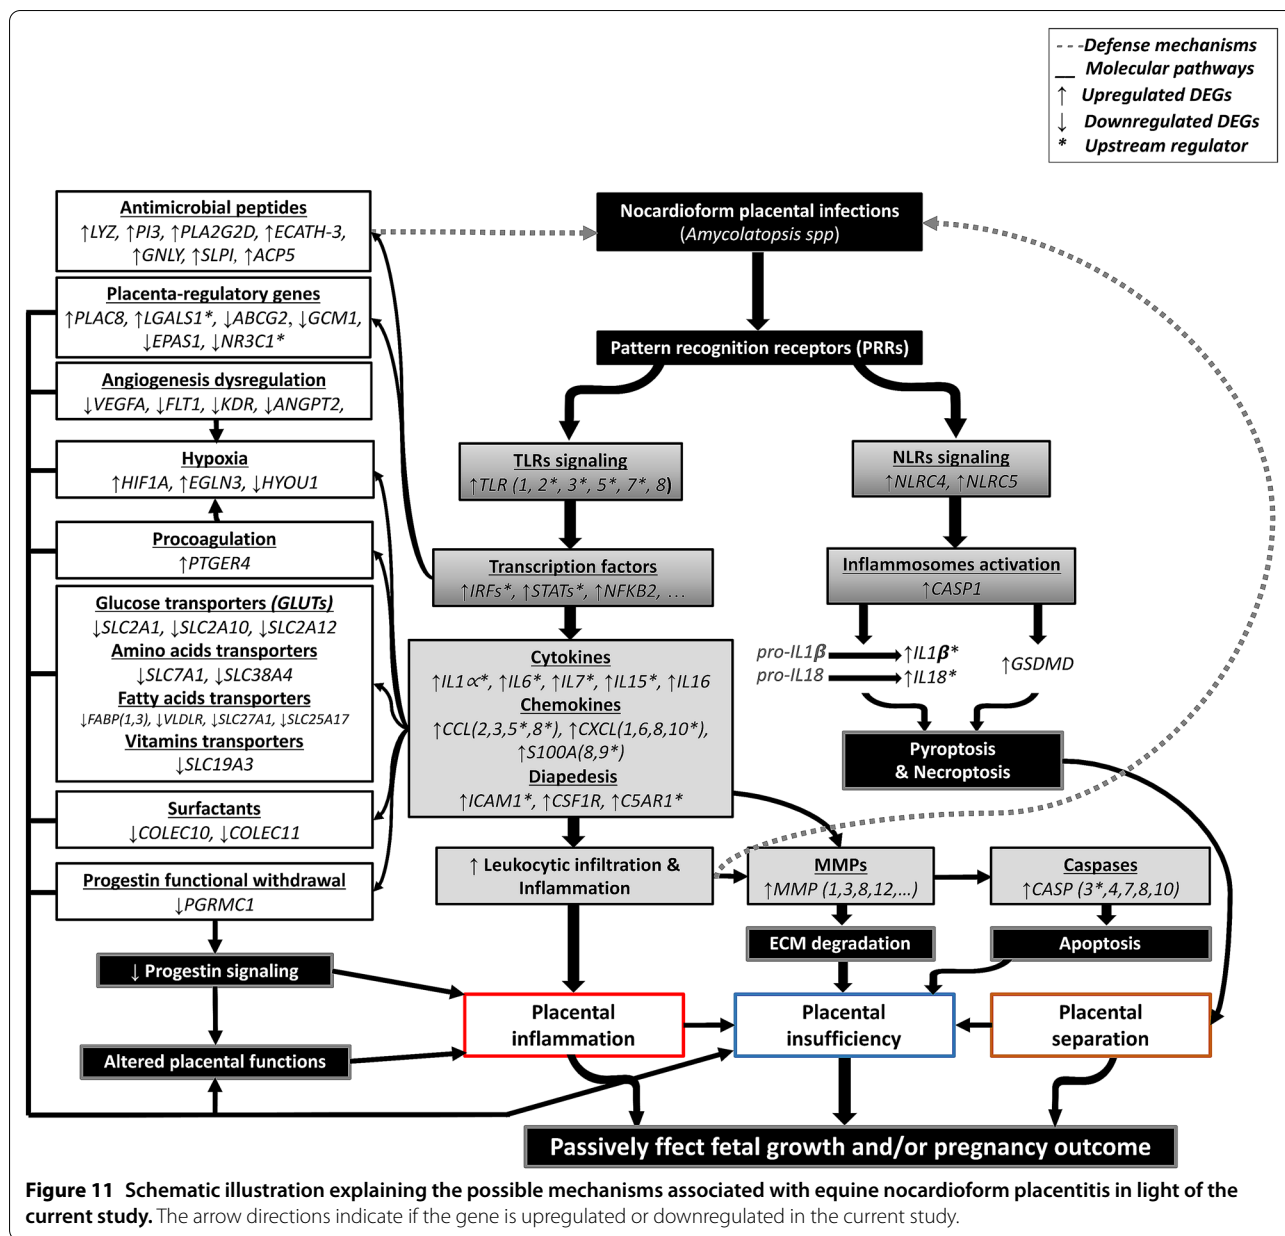 ---Defense mechanisms
__ Molecular pathways
↑ Upregulated DEGs
↓ Downregulated DEGs
* Upstream regulator
Antimicrobial peptides
↑LYZ, ↑PI3, ↑PLA2G2D, ↑ECATH-3,
↑GNLY, ↑SLPI, ↑ACP5
Nocardioform placental infections
(Amycolatopsis spp)
Placenta-regulatory genes
↑PLAC8, ↑LGALS1*, ↓ABCG2, ↓GCM1,
↓EPAS1, ↓NR3C1*
Pattern recognition receptors (PRRs)
Angiogenesis dysregulation
↓VEGFA, ↓FLT1, ↓KDR, ↓ANGPT2,
Hypoxia
↑HIF1A, ↑EGLN3, ↓HYOU1
TLRs signaling
↑TLR (1, 2*, 3*, 5*, 7*, 8)
NLRs signaling
↑NLRC4, ↑NLRC5
Procoagulation
↑PTGER4
Transcription factors
↑IRFs*, ↑STATs*, ↑NFKB2, ...
Inflammosomes activation
↑CASP1
Glucose transporters (GLUTs)
↓SLC2A1, ↓SLC2A10, ↓SLC2A12
Amino acids transporters
↓SLC7A1, ↓SLC38A4
Fatty acids transporters
↓FABP(1,3), ↓VLDLR, ↓SLC27A1, ↓SLC25A17
Vitamins transporters
↓SLC19A3
Cytokines
↑IL1∝*, ↑IL6*, ↑IL7*, ↑IL15*, ↑IL16
Chemokines
↑CCL(2,3,5*,8*), ↑CXCL(1,6,8,10*),
↑S100A(8,9*)
Diapedesis
↑ICAM1*, ↑CSF1R, ↑C5AR1*
pro-IL1β ↑IL1β*
pro-IL18 ↑IL18*
↑GSDMD
Pyroptosis
& Necroptosis
Surfactants
↓COLEC10, ↓COLEC11
↑ Leukocytic infiltration &
Inflammation
MMPs
↑MMP (1,3,8,12,...)
Caspases
↑CASP (3*,4,7,8,10)
Progestin functional withdrawal
↓PGRMC1
ECM degradation
Apoptosis
↓ Progestin signaling
Placental
inflammation
Placental
insufficiency
Placental
separation
Altered placental functions
Passively ffect fetal growth and/or pregnancy outcome
Figure 11 Schematic illustration explaining the possible mechanisms associated with equine nocardioform placentitis in light of the
current study. The arrow directions indicate if the gene is upregulated or downregulated in the current study.